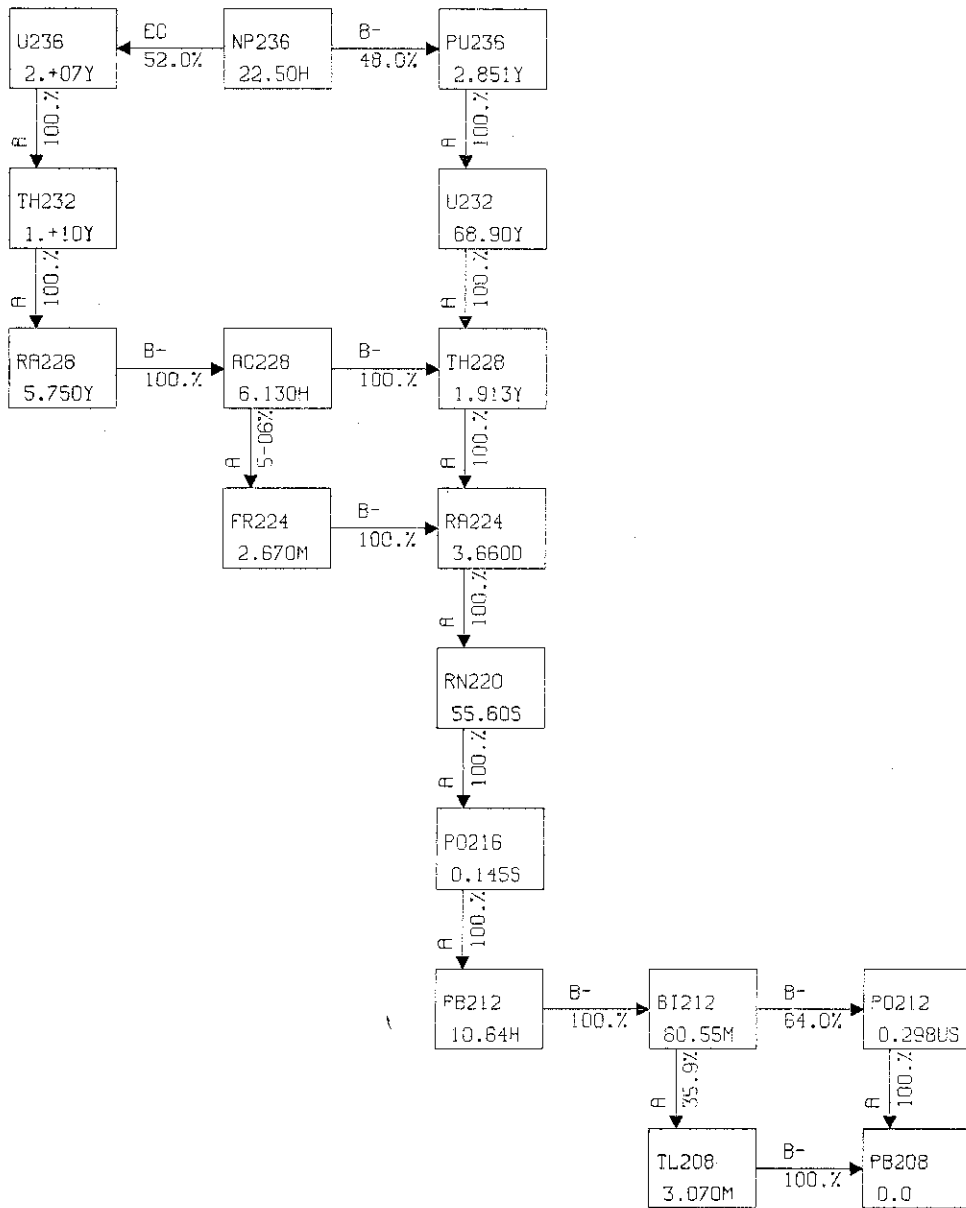 U236
2.+07Y
EC
52.0%
NP236
22.50H
B-
48.0%
PU236
2.851Y
A
100.%
A
100.%
TH232
1.+10Y
U232
68.90Y
A
100.%
A
100.%
RA228
5.750Y
B-
100.%
AC228
6.130H
B-
100.%
TH228
1.913Y
A
5-06%
A
100.%
FR224
2.670M
B-
100.%
RA224
3.660D
A
100.%
RN220
55.60S
A
100.%
PO216
0.145S
A
100.%
PB212
10.64H
B-
100.%
BI212
60.55M
B-
64.0%
PO212
0.298US
A
35.9%
A
100.%
TL208
3.070M
B-
100.%
PB208
0.0